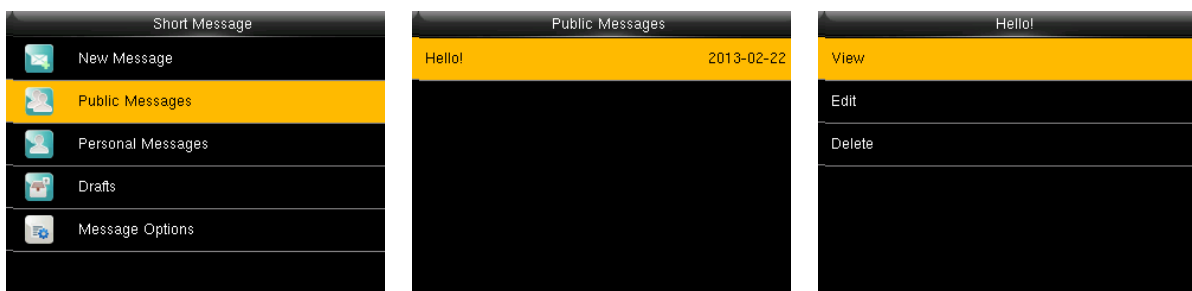 Short Message
New Message
Public Messages
Personal Messages
Drafts
Message Options
Public Messages
Hello! 2013-02-22
Hello!
View
Edit
Delete